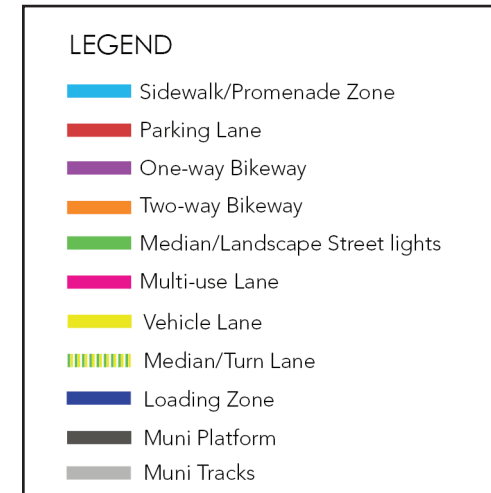 LEGEND
Sidewalk/Promenade Zone
Parking Lane
One-way Bikeway
Two-way Bikeway
Median/Landscape Street lights
Multi-use Lane
Vehicle Lane
Median/Turn Lane
Loading Zone
Muni Platform
Muni Tracks